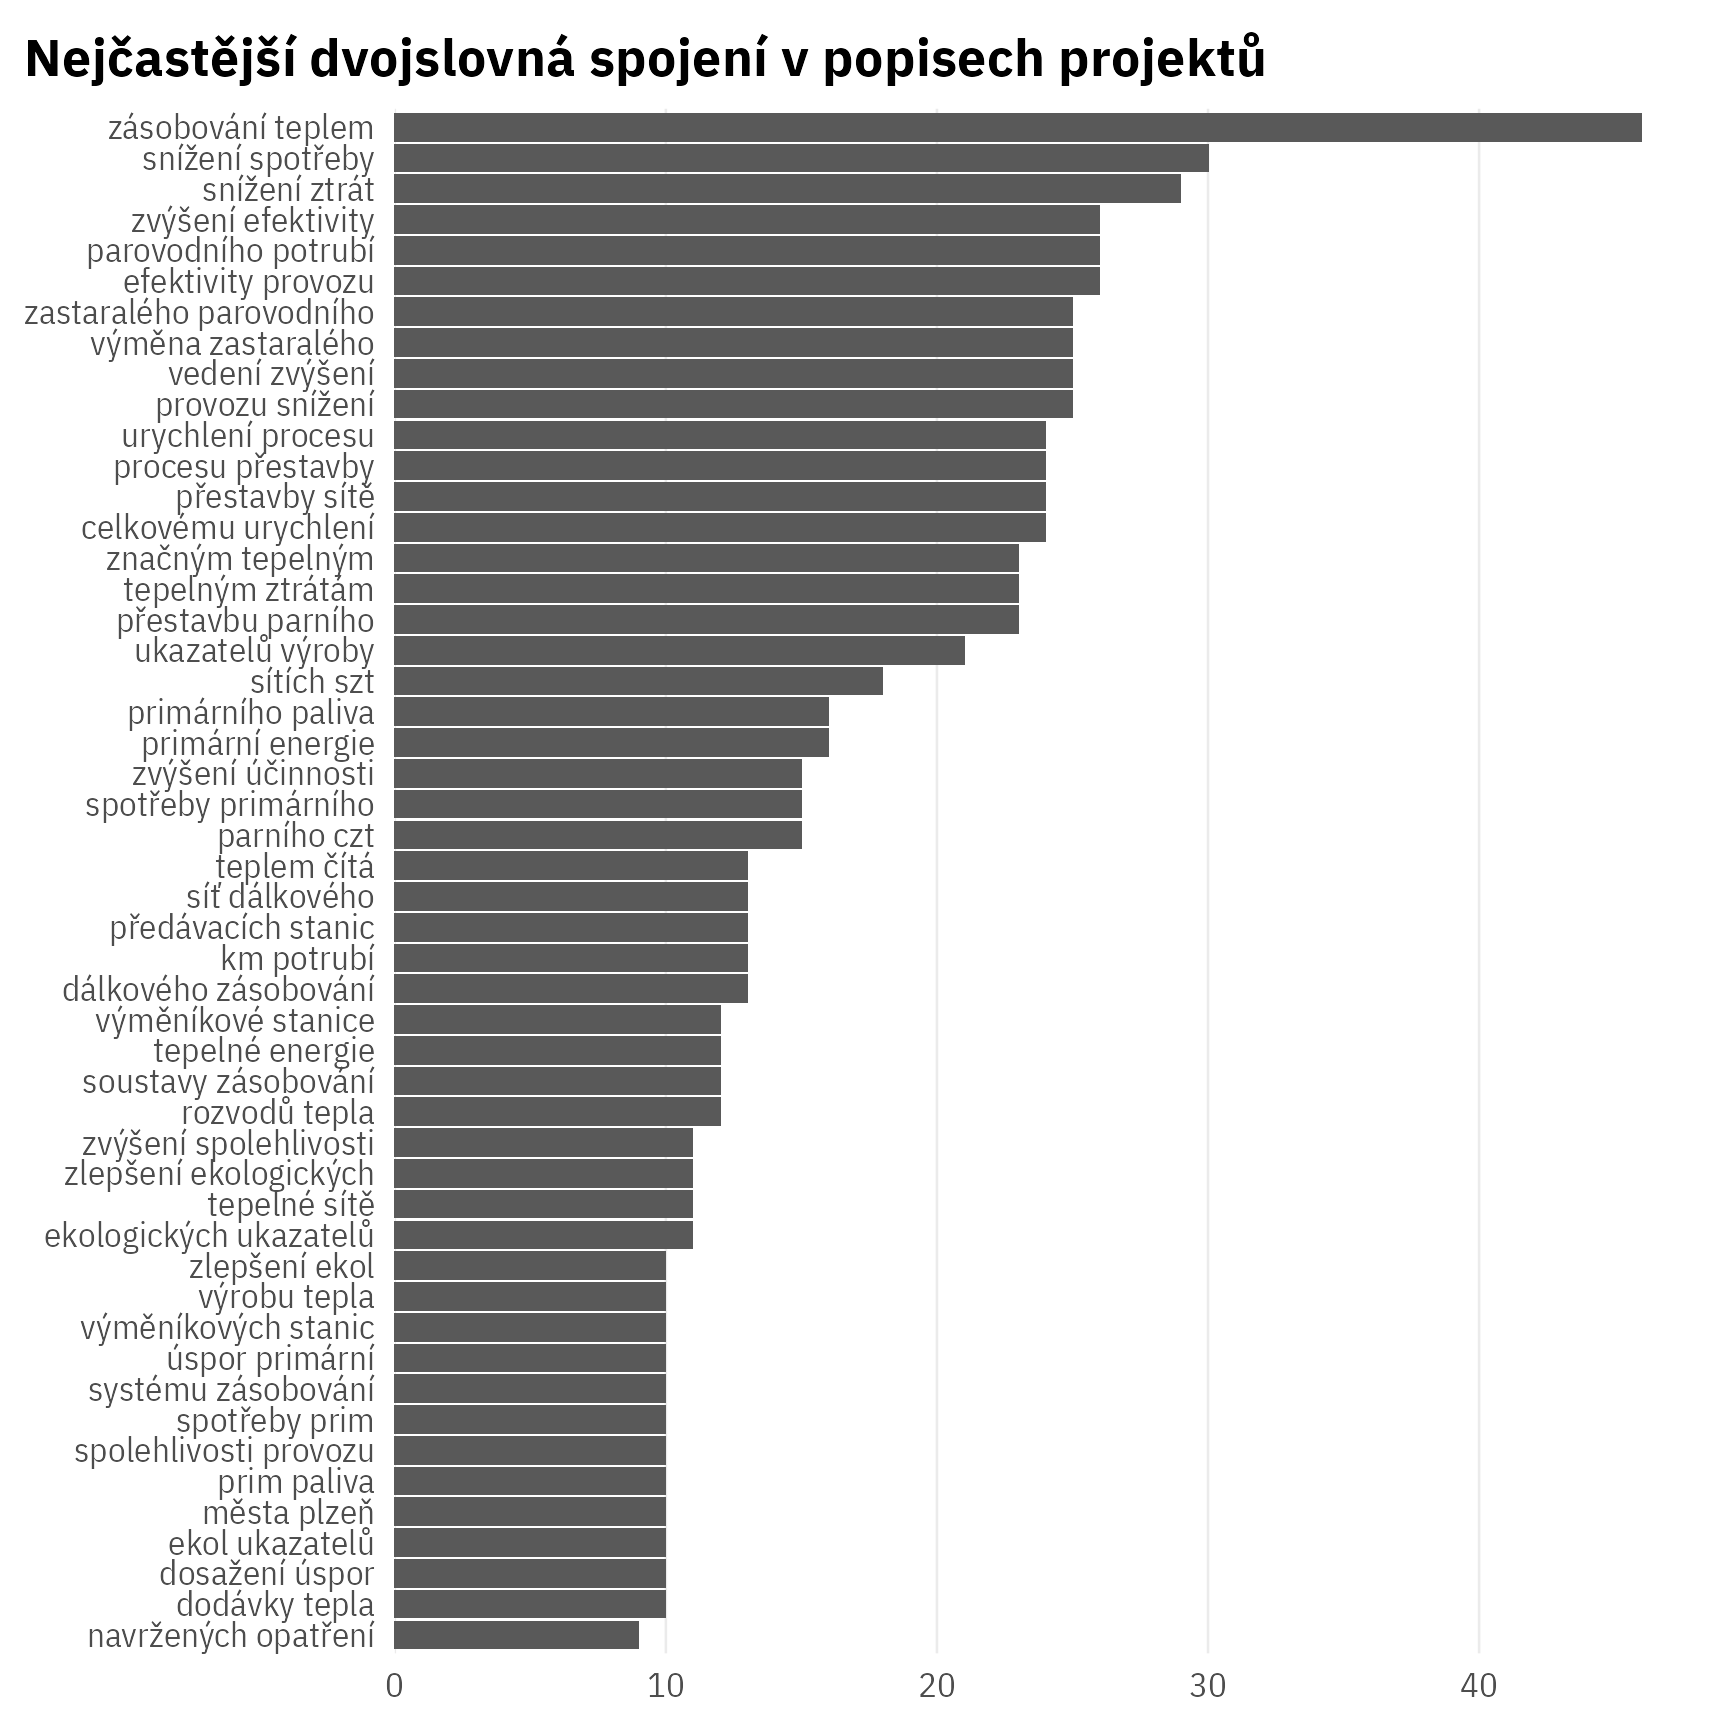 Nejčastější dvojslovná spojení v popisech projektů
zásobování teplem
snížení spotřeby
snížení ztrát
zvýšení efektivity
parovodního potrubí
efektivity provozu
zastaralého parovodního
výměna zastaralého
vedení zvýšení
provozu snížení
urychlení procesu
procesu přestavby
přestavby sítě
celkovému urychlení
značným tepelným
tepelným ztrátám
přestavbu parního
ukazatelů výroby
sítích szt
primárního paliva
primární energie
zvýšení účinnosti
spotřeby primárního
parního czt
teplem čítá
síť dálkového
předávacích stanic
km potrubí
dálkového zásobování
výměníkové stanice
tepelné energie
soustavy zásobování
rozvodů tepla
zvýšení spolehlivosti
zlepšení ekologických
tepelné sítě
ekologických ukazatelů
zlepšení ekol
výrobu tepla
výměníkových stanic
úspor primární
systému zásobování
spotřeby prim
spolehlivosti provozu
prim paliva
města plzeň
ekol ukazatelů
dosažení úspor
dodávky tepla
navržených opatření
0 10 20 30 40